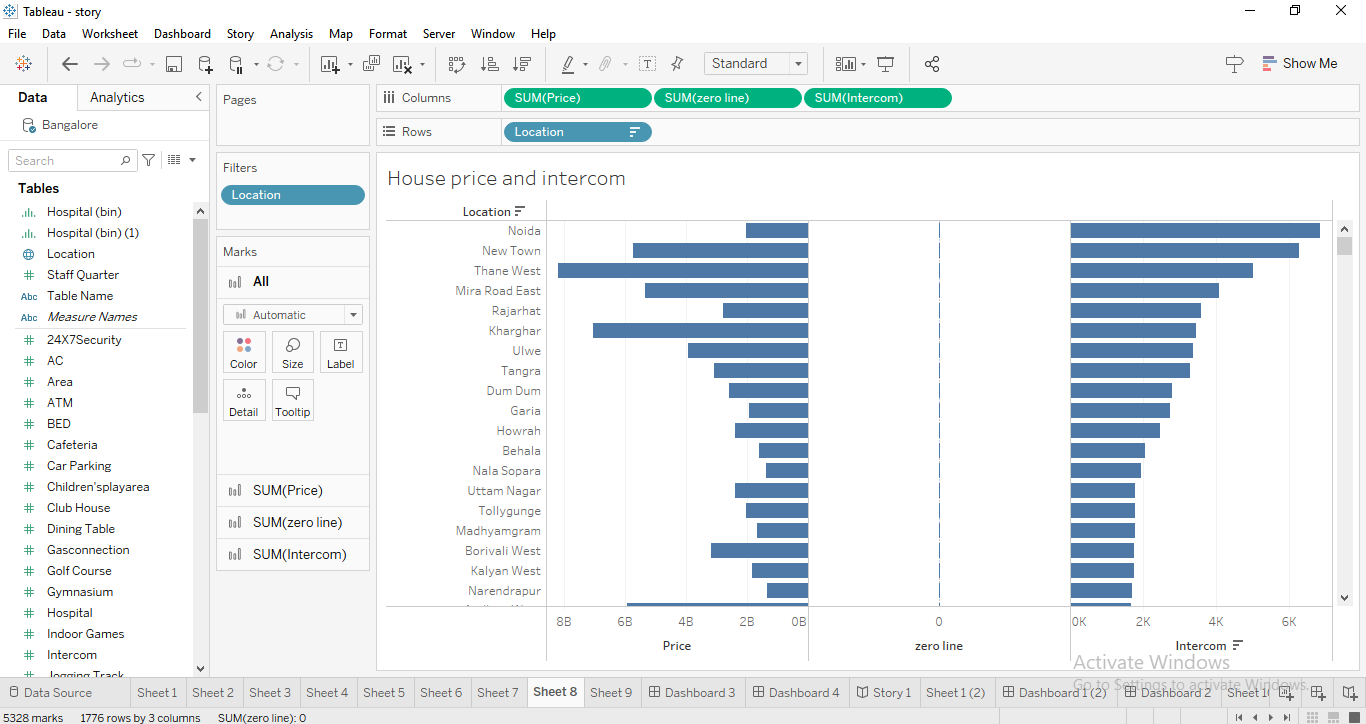 Tableau - story
File Data Worksheet Dashboard Story Analysis Map Format Server Window Help
Standard
Show Me
Data Analytics
Bangalore
Search
Tables
Hospital (bin)
Hospital (bin) (1)
Location
# Staff Quarter
Abc Table Name
Abc Measure Names
# 24X7Security
# AC
# Area
# ATM
# BED
# Cafeteria
# Car Parking
# Children'splayarea
# Club House
# Dining Table
# Gasconnection
# Golf Course
# Gymnasium
# Hospital
# Indoor Games
# Intercom
# Jogging Track
Pages
Filters
Location
Marks
All
Automatic
Color Size Label
Detail Tooltip
SUM(Price)
SUM(zero line)
SUM(Intercom)
Columns SUM(Price) SUM(zero line) SUM(Intercom)
Rows Location
House price and intercom
Location
Noida
New Town
Thane West
Mira Road East
Rajarhat
Kharghar
Ulwe
Tangra
Dum Dum
Garia
Howrah
Behala
Nala Sopara
Uttam Nagar
Tollygunge
Madhyamgram
Borivali West
Kalyan West
Narendrapur
8B 6B 4B 2B 0B 0 0K 2K 4K 6K
Price zero line Intercom
Activate Windows
Go to Settings to activate Windows.
Data Source Sheet 1 Sheet 2 Sheet 3 Sheet 4 Sheet 5 Sheet 6 Sheet 7 Sheet 8 Sheet 9 Dashboard 3 Dashboard 4 Story 1 Sheet 1 (2) Dashboard 1 (2) Dashboard 2 Sheet 1
5328 marks 1776 rows by 3 columns SUM(zero line): 0